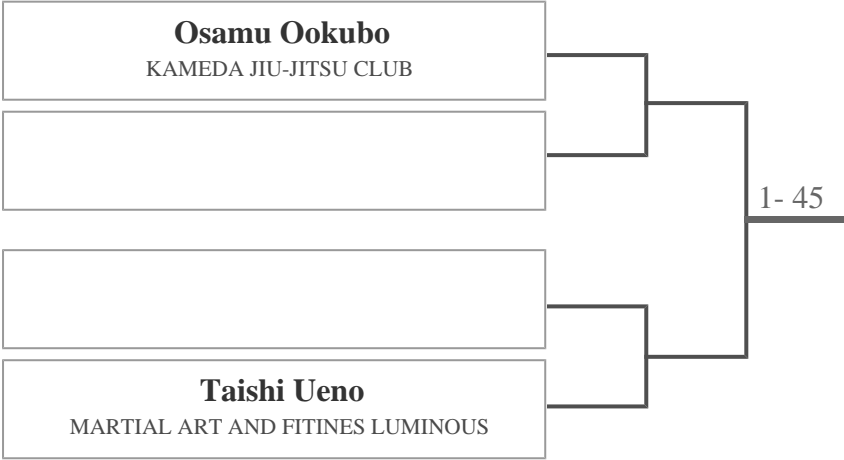 Osamu Ookubo
KAMEDA JIU-JITSU CLUB
1- 45
Taishi Ueno
MARTIAL ART AND FITINES LUMINOUS